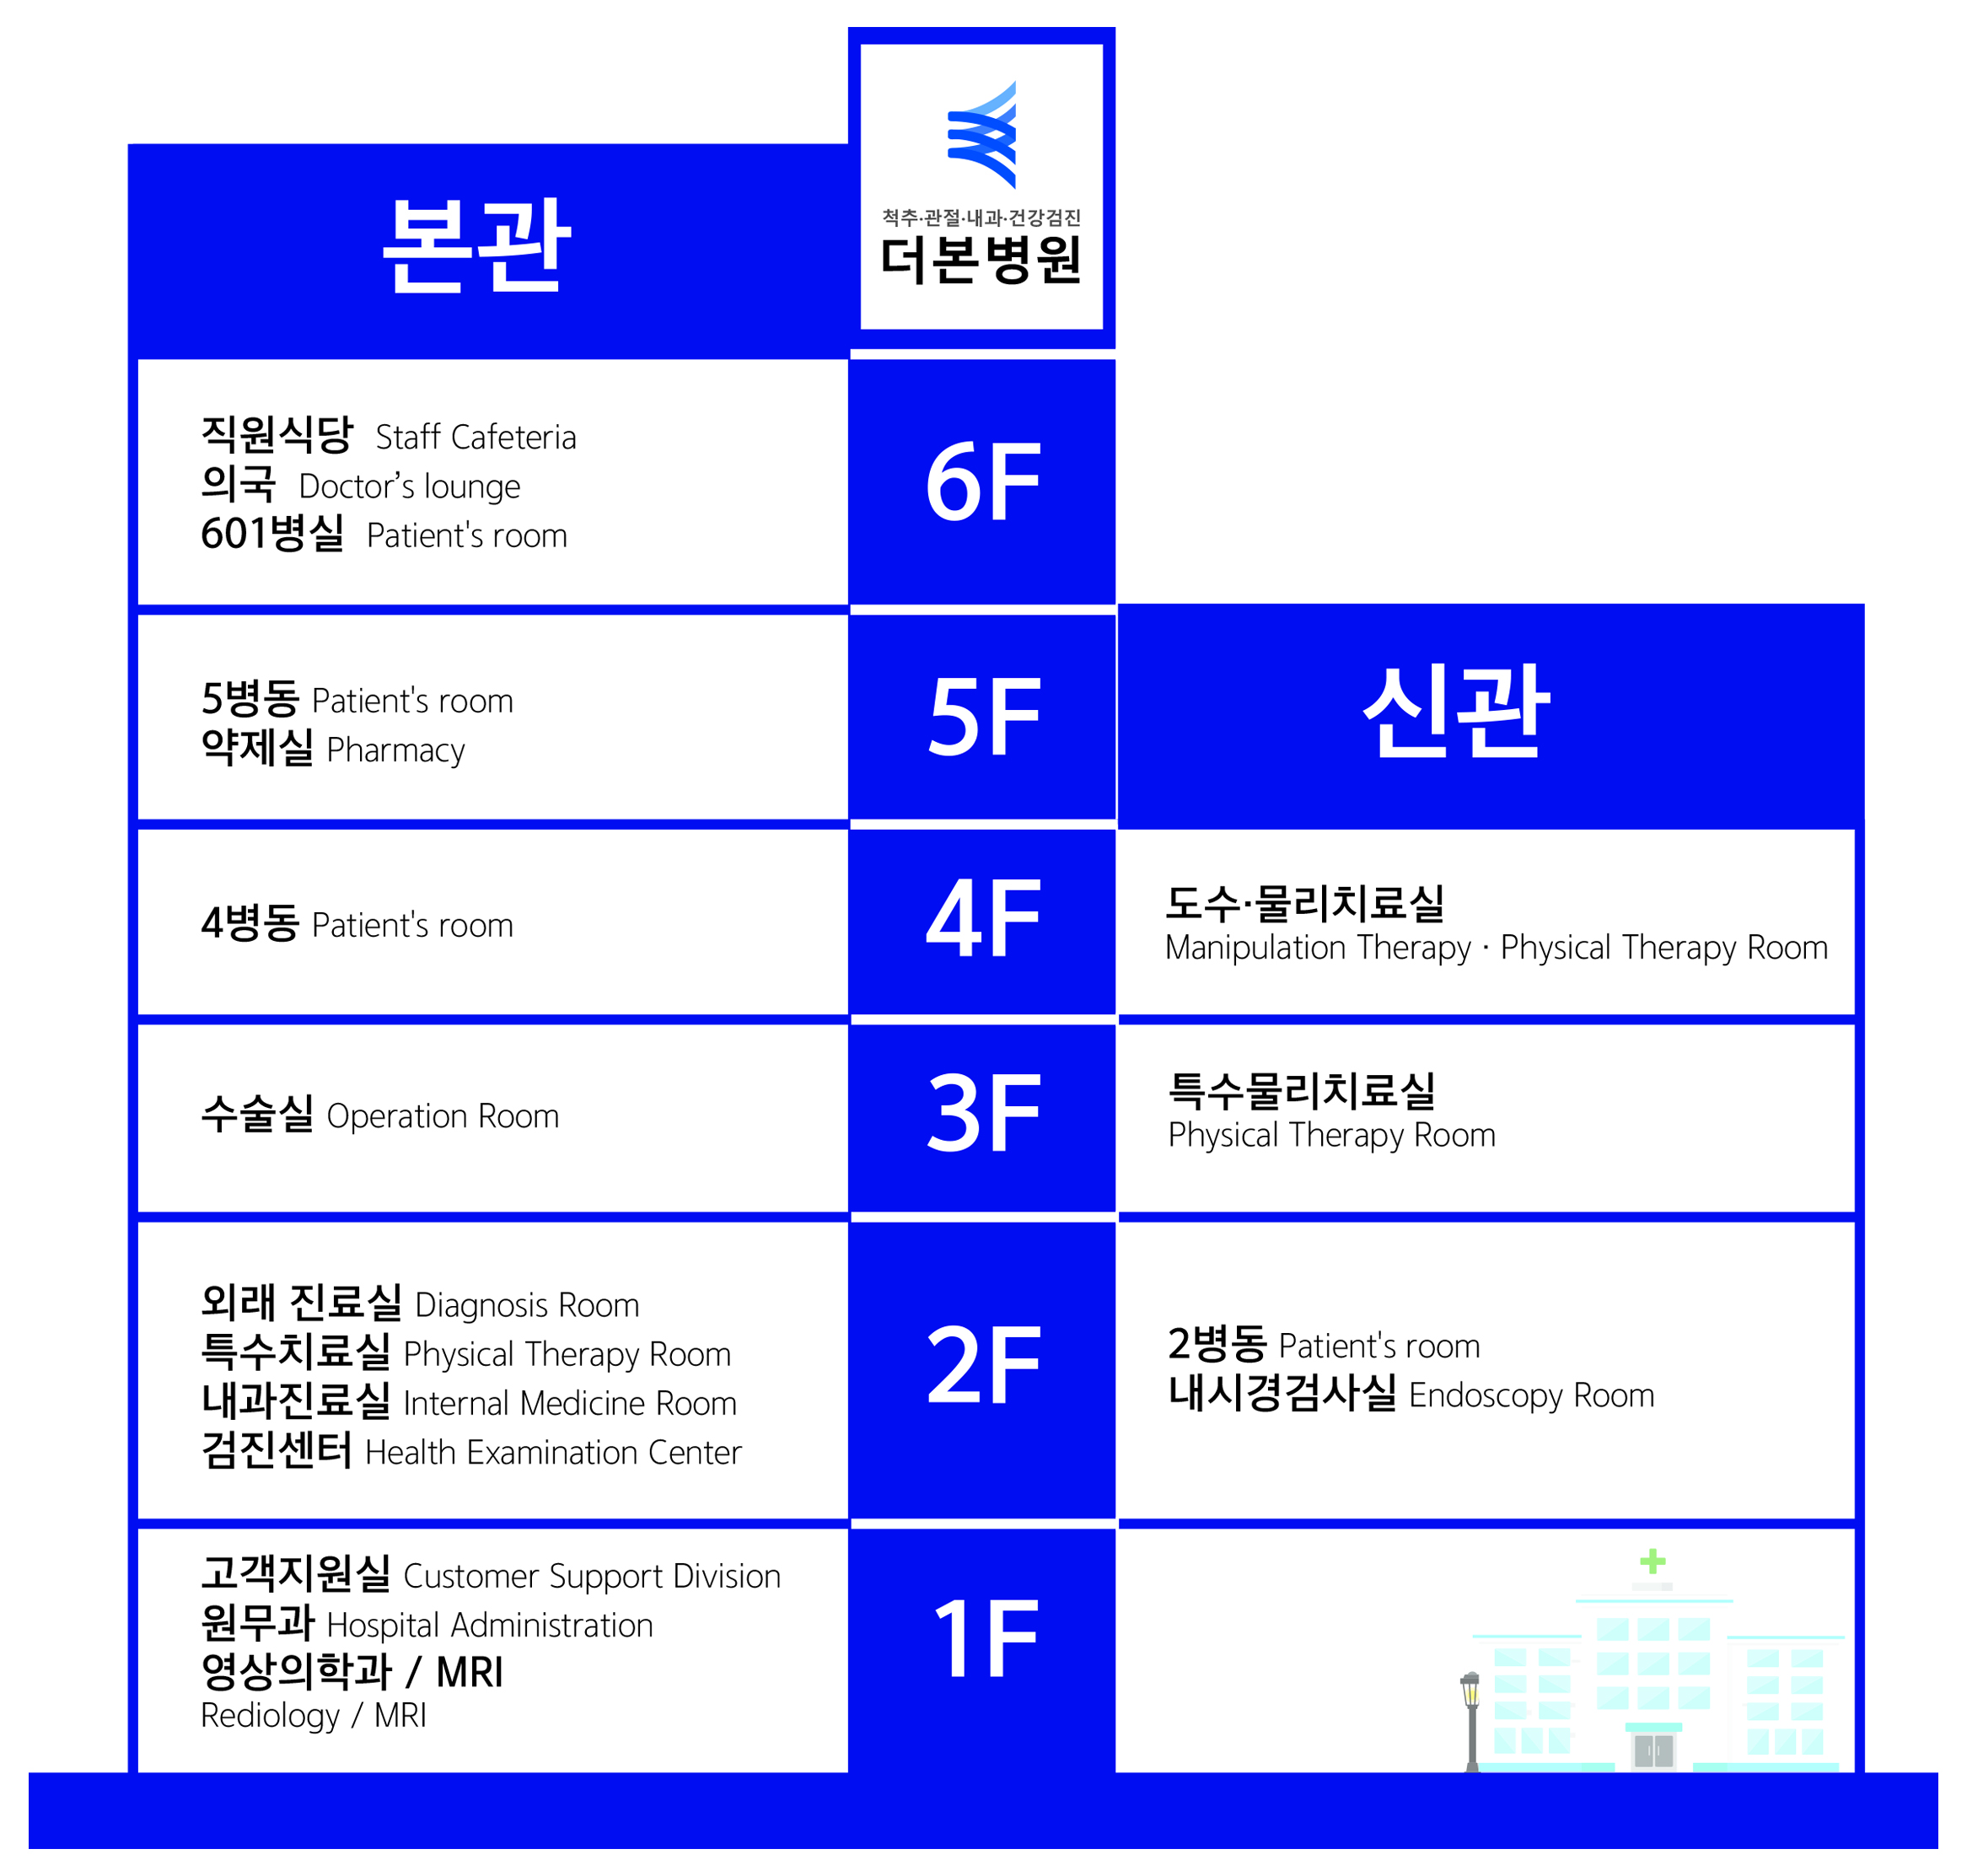 척추·관절·내과·건강검진
더본병원
본관
6F
직원식당 Staff Cafeteria
의국 Doctor’s lounge
601병실 Patient's room
5F
5병동 Patient's room
약제실 Pharmacy
신관
4F
4병동 Patient's room
도수·물리치료실
Manipulation Therapy · Physical Therapy Room
3F
수술실 Operation Room
특수물리치료실
Physical Therapy Room
2F
외래 진료실 Diagnosis Room
특수치료실 Physical Therapy Room
내과진료실 Internal Medicine Room
검진센터 Health Examination Center
2병동 Patient's room
내시경검사실 Endoscopy Room
1F
고객지원실 Customer Support Division
원무과 Hospital Administration
영상의학과 / MRI
Rediology / MRI